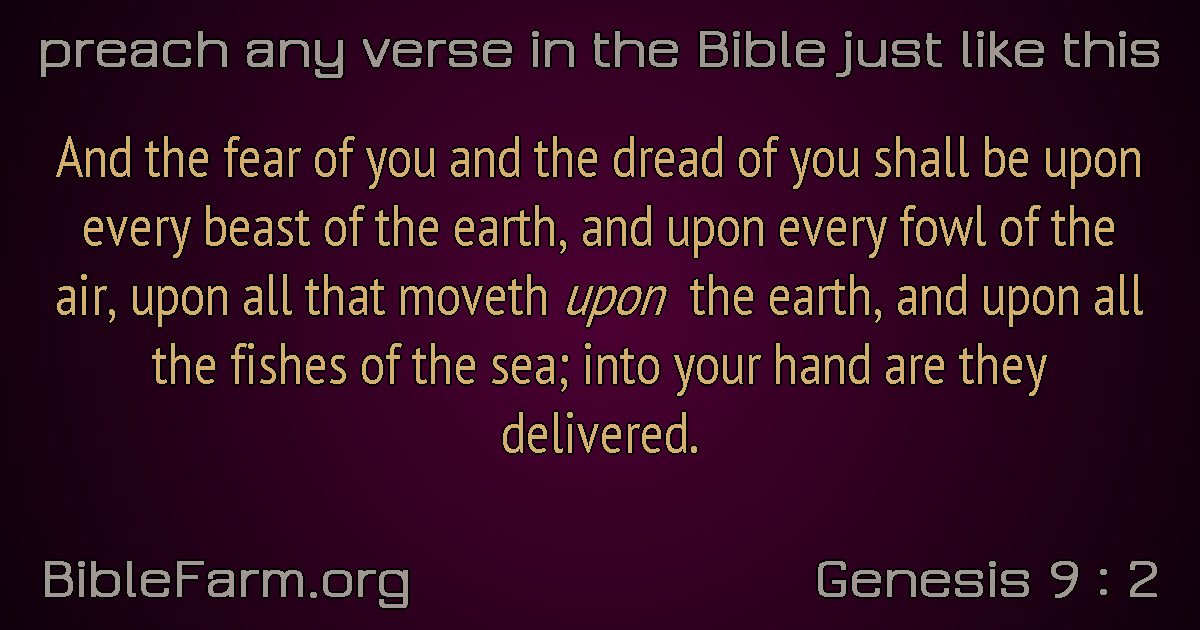 preach any verse in the Bible just like this
And the fear of you and the dread of you shall be upon
every beast of the earth, and upon every fowl of the
air, upon all that moveth upon the earth, and upon all
the fishes of the sea; into your hand are they
delivered.
BibleFarm.org
Genesis 9 : 2